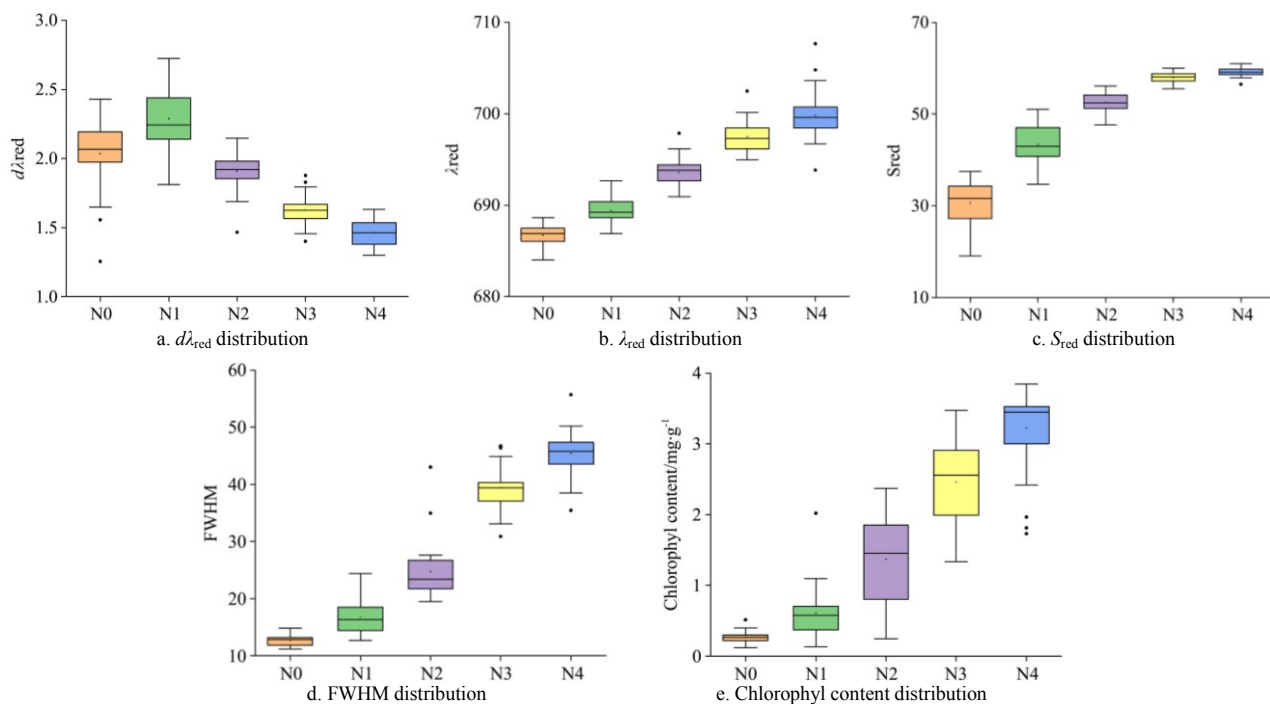 3.0
2.5
2.0
1.5
1.0
dλred
N0 N1 N2 N3 N4
a. dλred distribution
710
700
690
680
λred
N0 N1 N2 N3 N4
b. λred distribution
70
50
30
10
Sred
N0 N1 N2 N3 N4
c. Sred distribution
60
50
40
30
20
10
FWHM
N0 N1 N2 N3 N4
d. FWHM distribution
4
3
2
1
0
Chlorophyll content/mg·g-1
N0 N1 N2 N3 N4
e. Chlorophyl content distribution